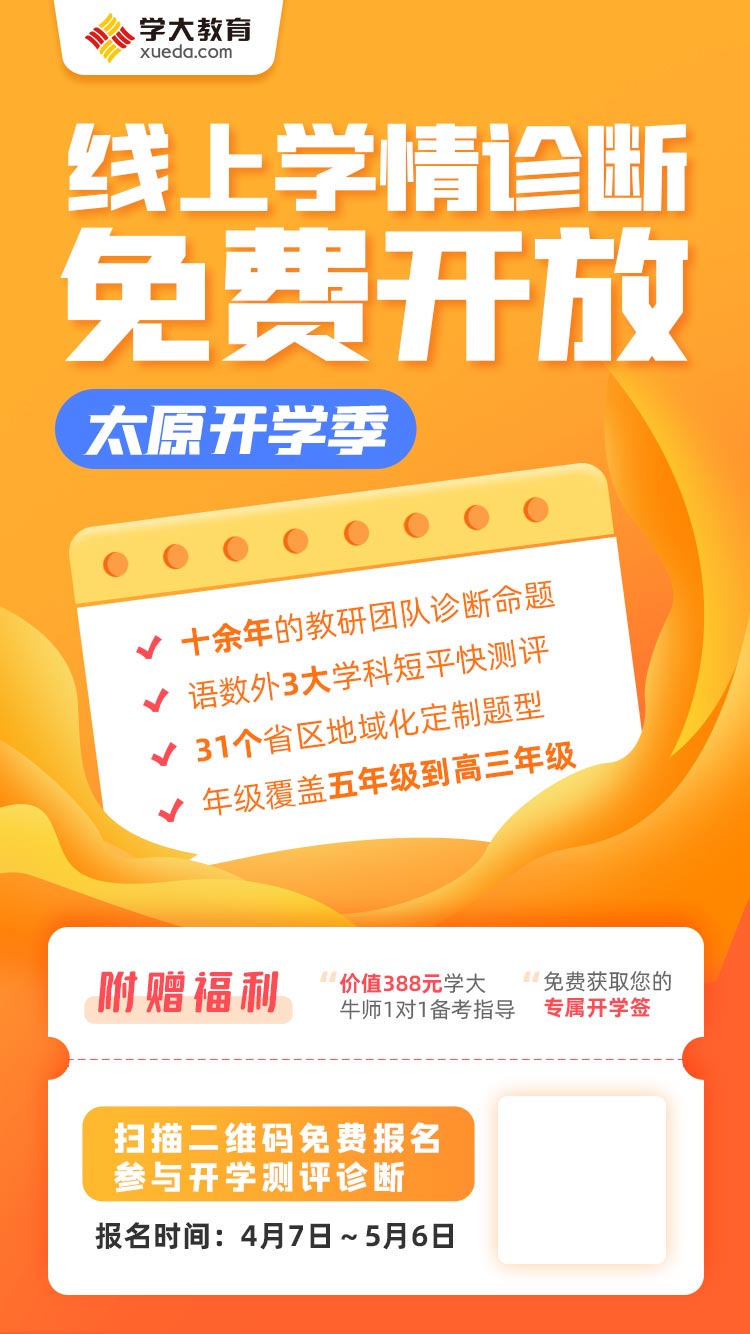 学大教育
xueda.com
线上学情诊断
免费开放
太原开学季
十余年的教研团队诊断命题
语数外3大学科短平快测评
31个省区地域化定制题型
年级覆盖五年级到高三年级
附赠福利
“价值388元学大
牛师1对1备考指导
“免费获取您的
专属开学签
扫描二维码免费报名
参与开学测评诊断
报名时间：4月7日～5月6日